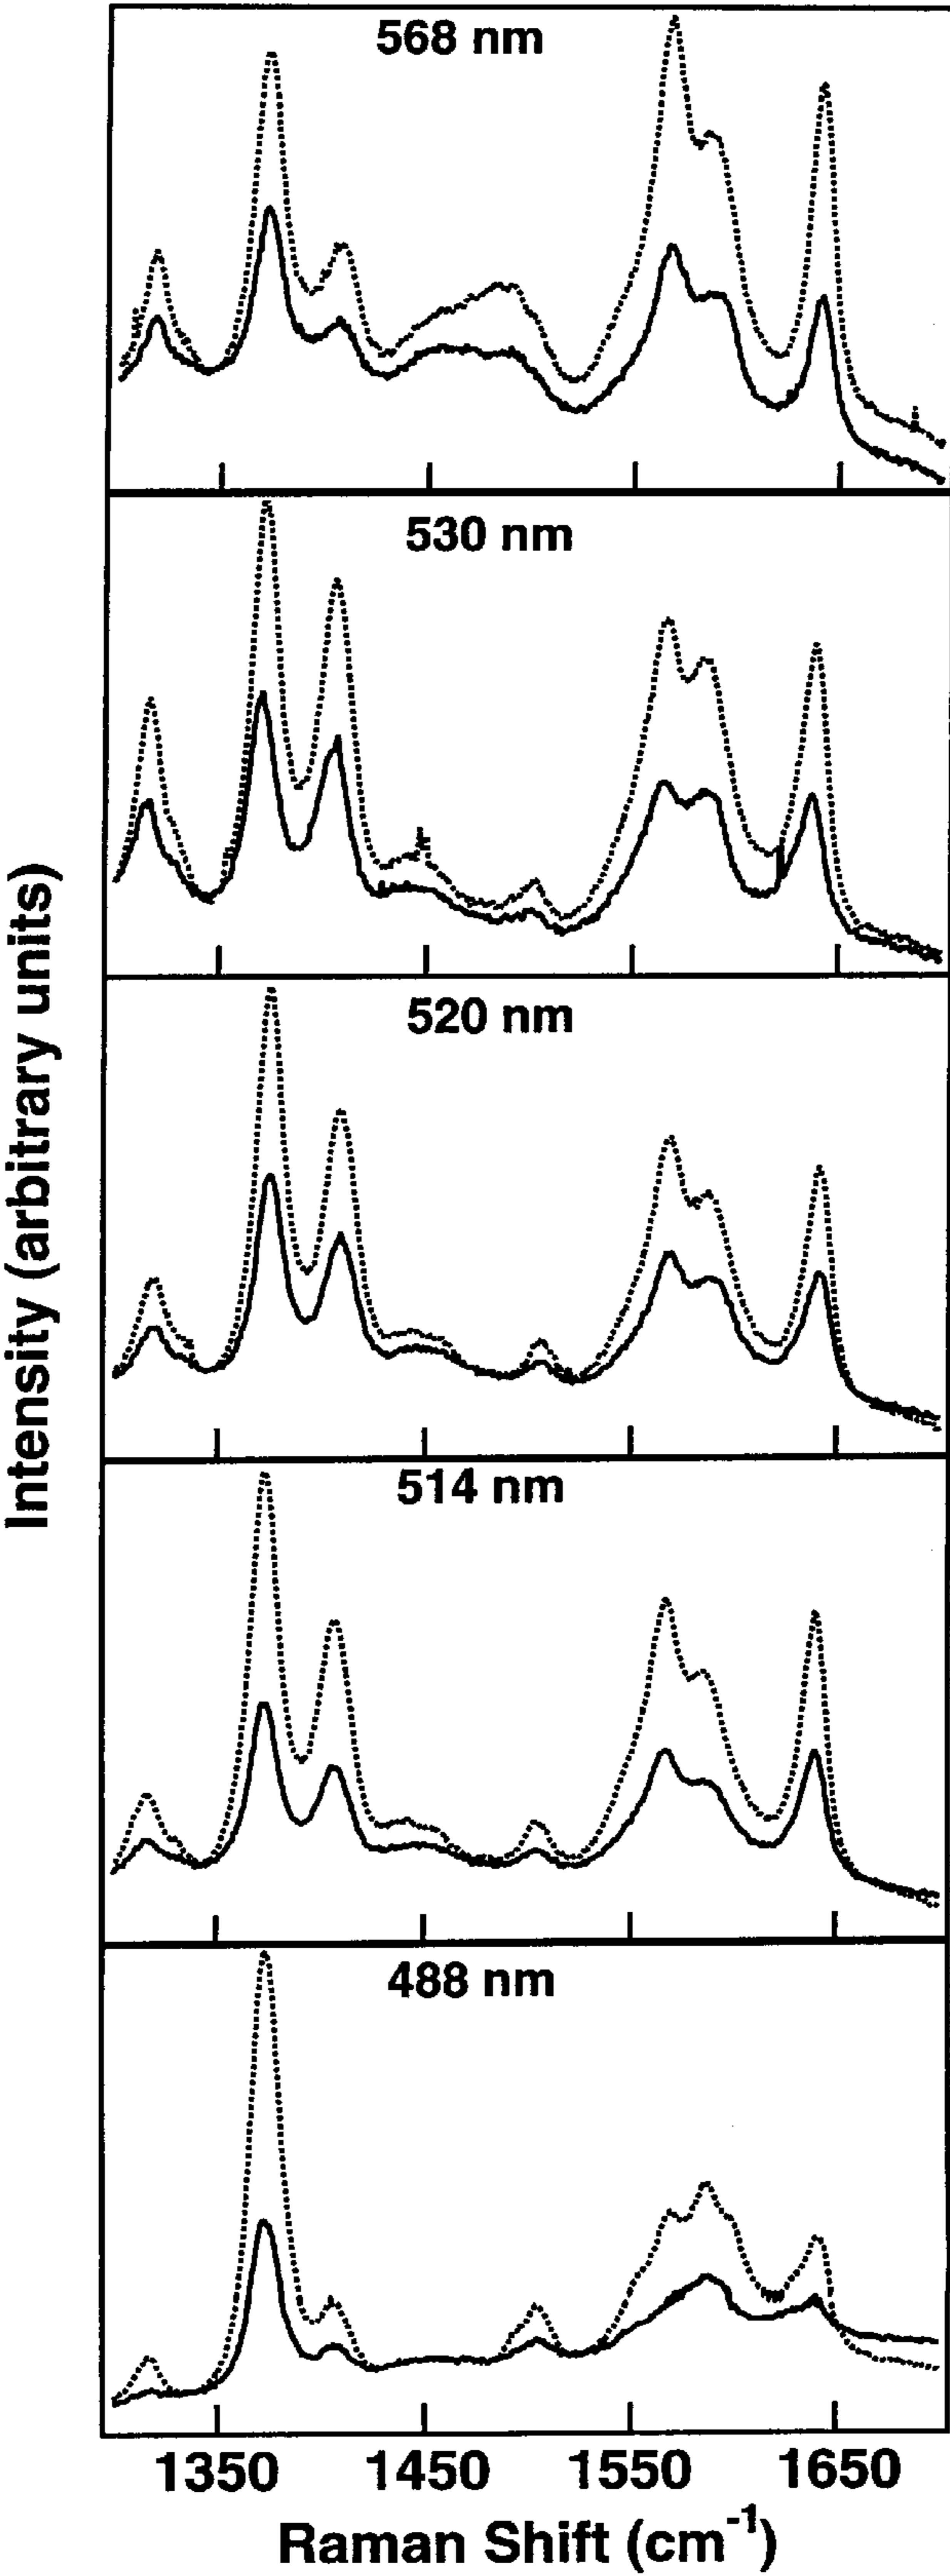 568 nm
530 nm
520 nm
514 nm
488 nm
Intensity (arbitrary units)
1350 1450 1550 1650
Raman Shift (cm-1)